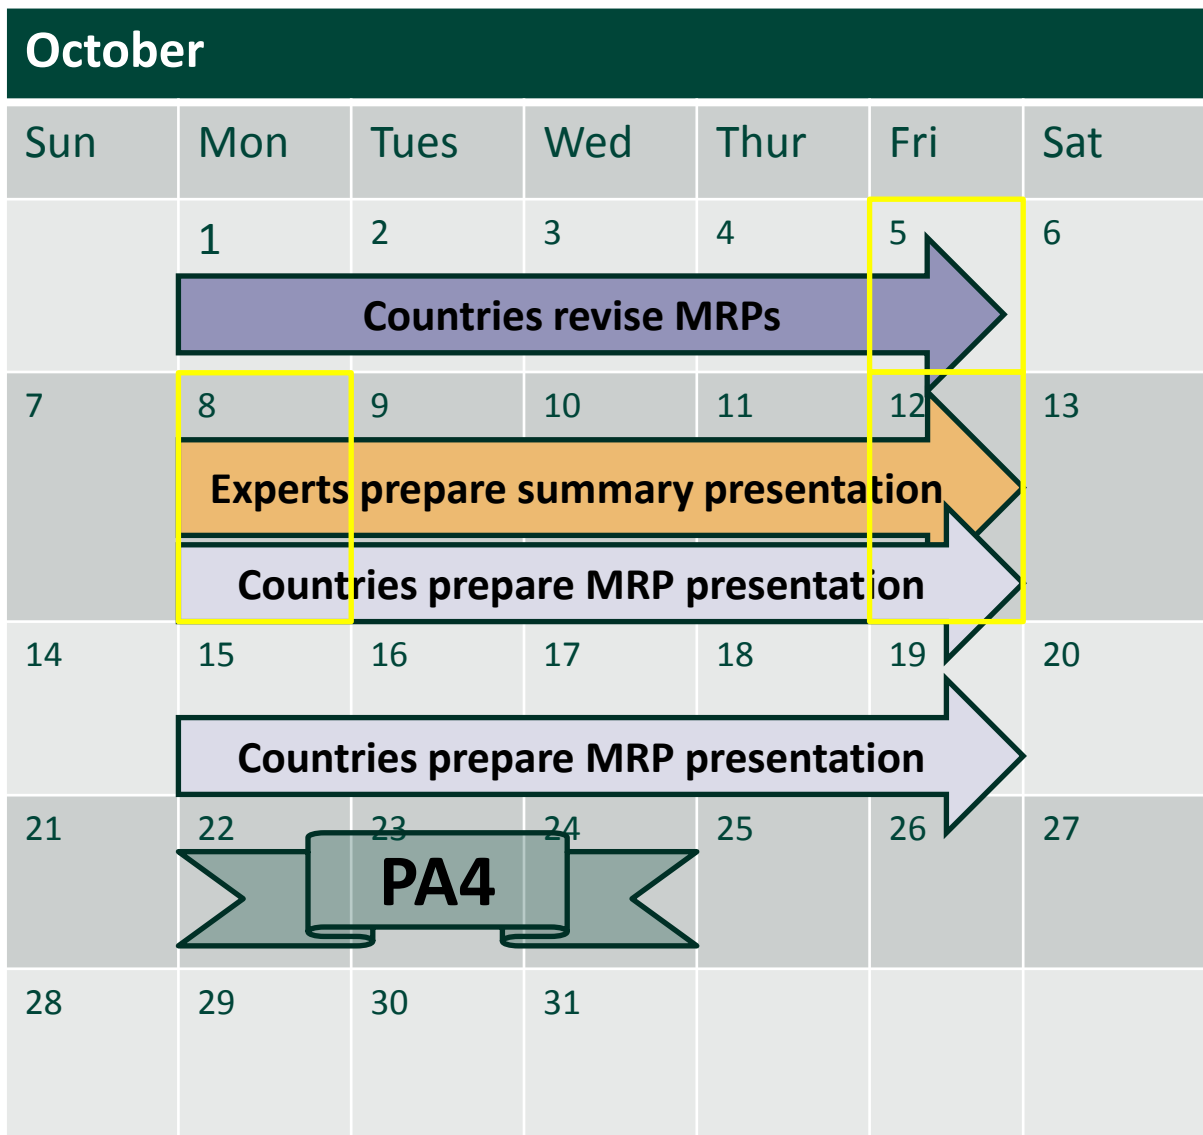 October
Sun Mon Tues Wed Thur Fri Sat
1 2 3 4 5 6
Countries revise MRPs
7 8 9 10 11 12 13
Experts prepare summary presentation
Countries prepare MRP presentation
14 15 16 17 18 19 20
Countries prepare MRP presentation
21 22 23 24 25 26 27
PA4
28 29 30 31